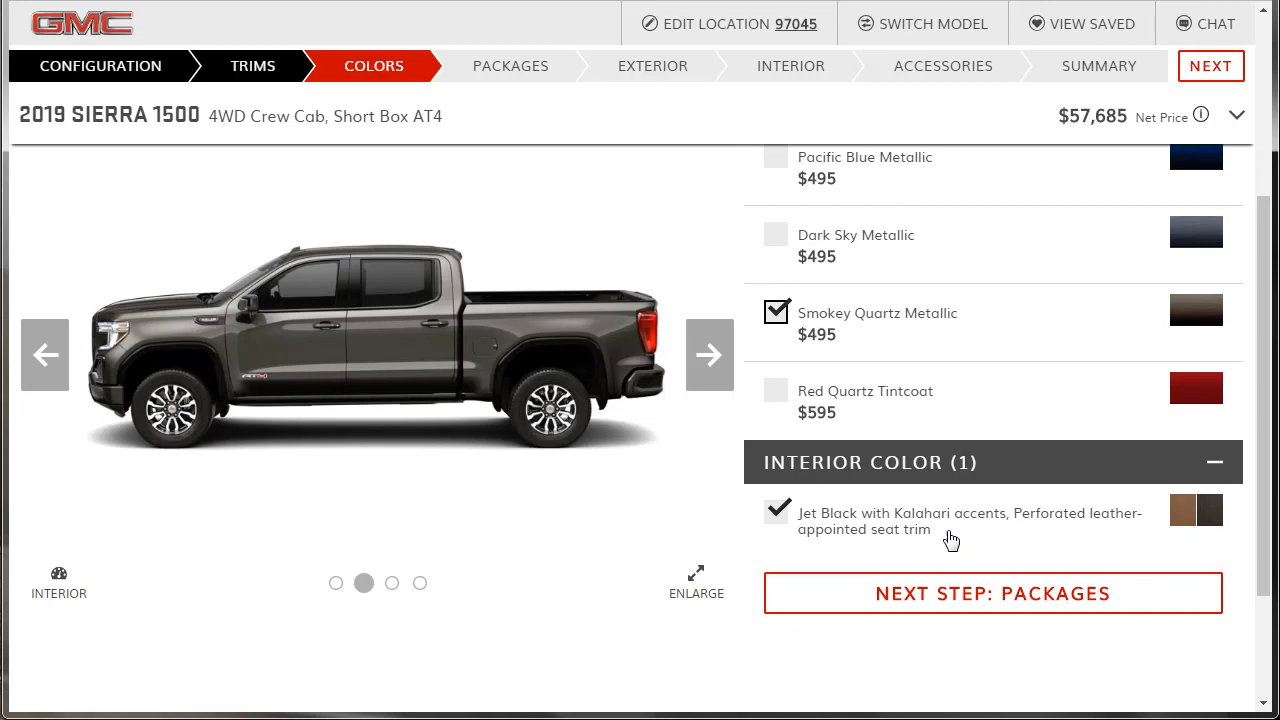 GMC
EDIT LOCATION 97045
SWITCH MODEL
VIEW SAVED
CHAT
CONFIGURATION
TRIMS
COLORS
PACKAGES
EXTERIOR
INTERIOR
ACCESSORIES
SUMMARY
NEXT
2019 SIERRA 1500 4WD Crew Cab, Short Box AT4
$57,685 Net Price
Pacific Blue Metallic
$495
Dark Sky Metallic
$495
Smokey Quartz Metallic
$495
Red Quartz Tintcoat
$595
INTERIOR COLOR (1)
Jet Black with Kalahari accents, Perforated leather-
appointed seat trim
NEXT STEP: PACKAGES
INTERIOR
ENLARGE
AT4